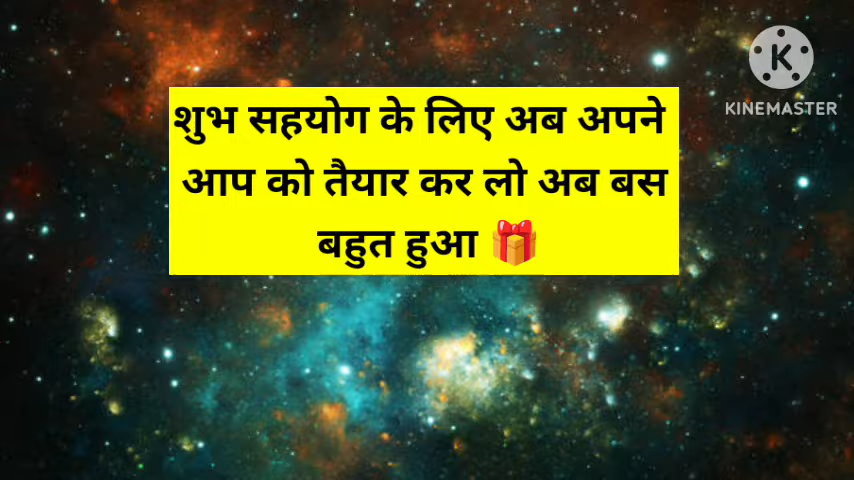 शुभ सहयोग के लिए अब अपने
आप को तैयार कर लो अब बस
बहुत हुआ 🎁
K
KINEMASTER